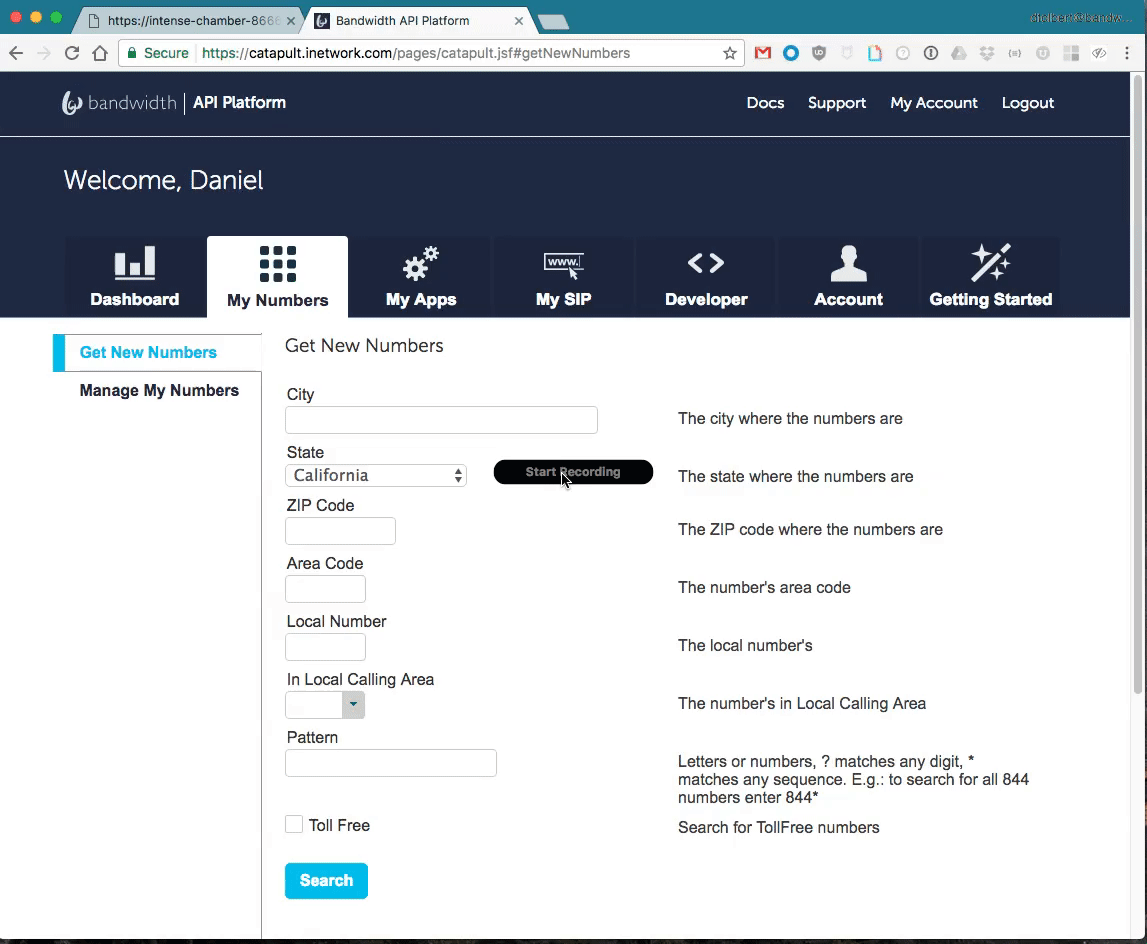 https://intense-chamber-8666
Bandwidth API Platform
Secure
https://catapult.inetwork.com/pages/catapult.jsf#getNewNumbers
bandwidth
API Platform
Docs
Support
My Account
Logout
Welcome, Daniel
www.
Dashboard
My Numbers
My Apps
My SIP
Developer
Account
Getting Started
Get New Numbers
Manage My Numbers
Get New Numbers
City
The city where the numbers are
State
California
Start Recording
The state where the numbers are
ZIP Code
The ZIP code where the numbers are
Area Code
The number's area code
Local Number
The local number's
In Local Calling Area
The number's in Local Calling Area
Pattern
Letters or numbers, ? matches any digit, *
matches any sequence. E.g.: to search for all 844
numbers enter 844*
Toll Free
Search for TollFree numbers
Search